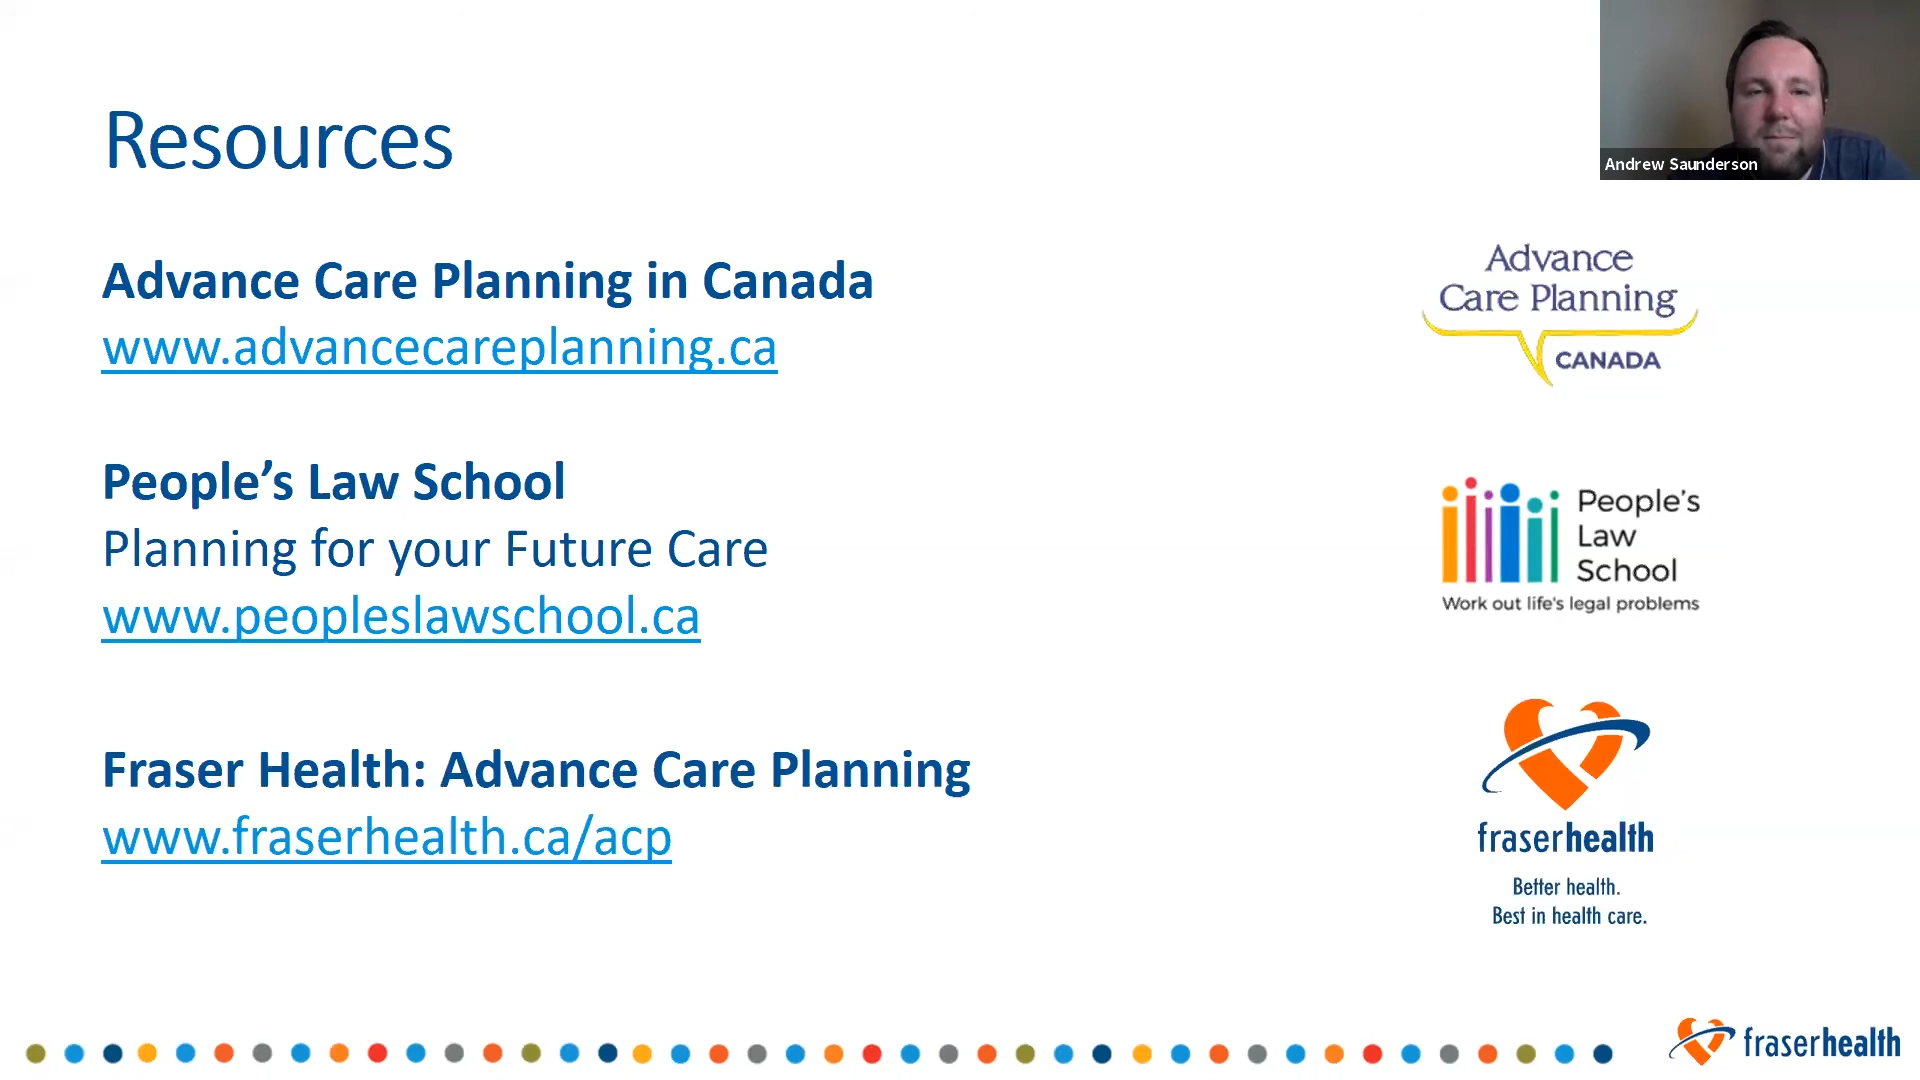 Resources
Andrew Saunderson
Advance Care Planning in Canada
www.advancecareplanning.ca
Advance
Care Planning
CANADA
People’s Law School
Planning for your Future Care
www.peopleslawschool.ca
People's
Law
School
Work out life's legal problems
Fraser Health: Advance Care Planning
www.fraserhealth.ca/acp
fraserhealth
Better health.
Best in health care.
fraserhealth